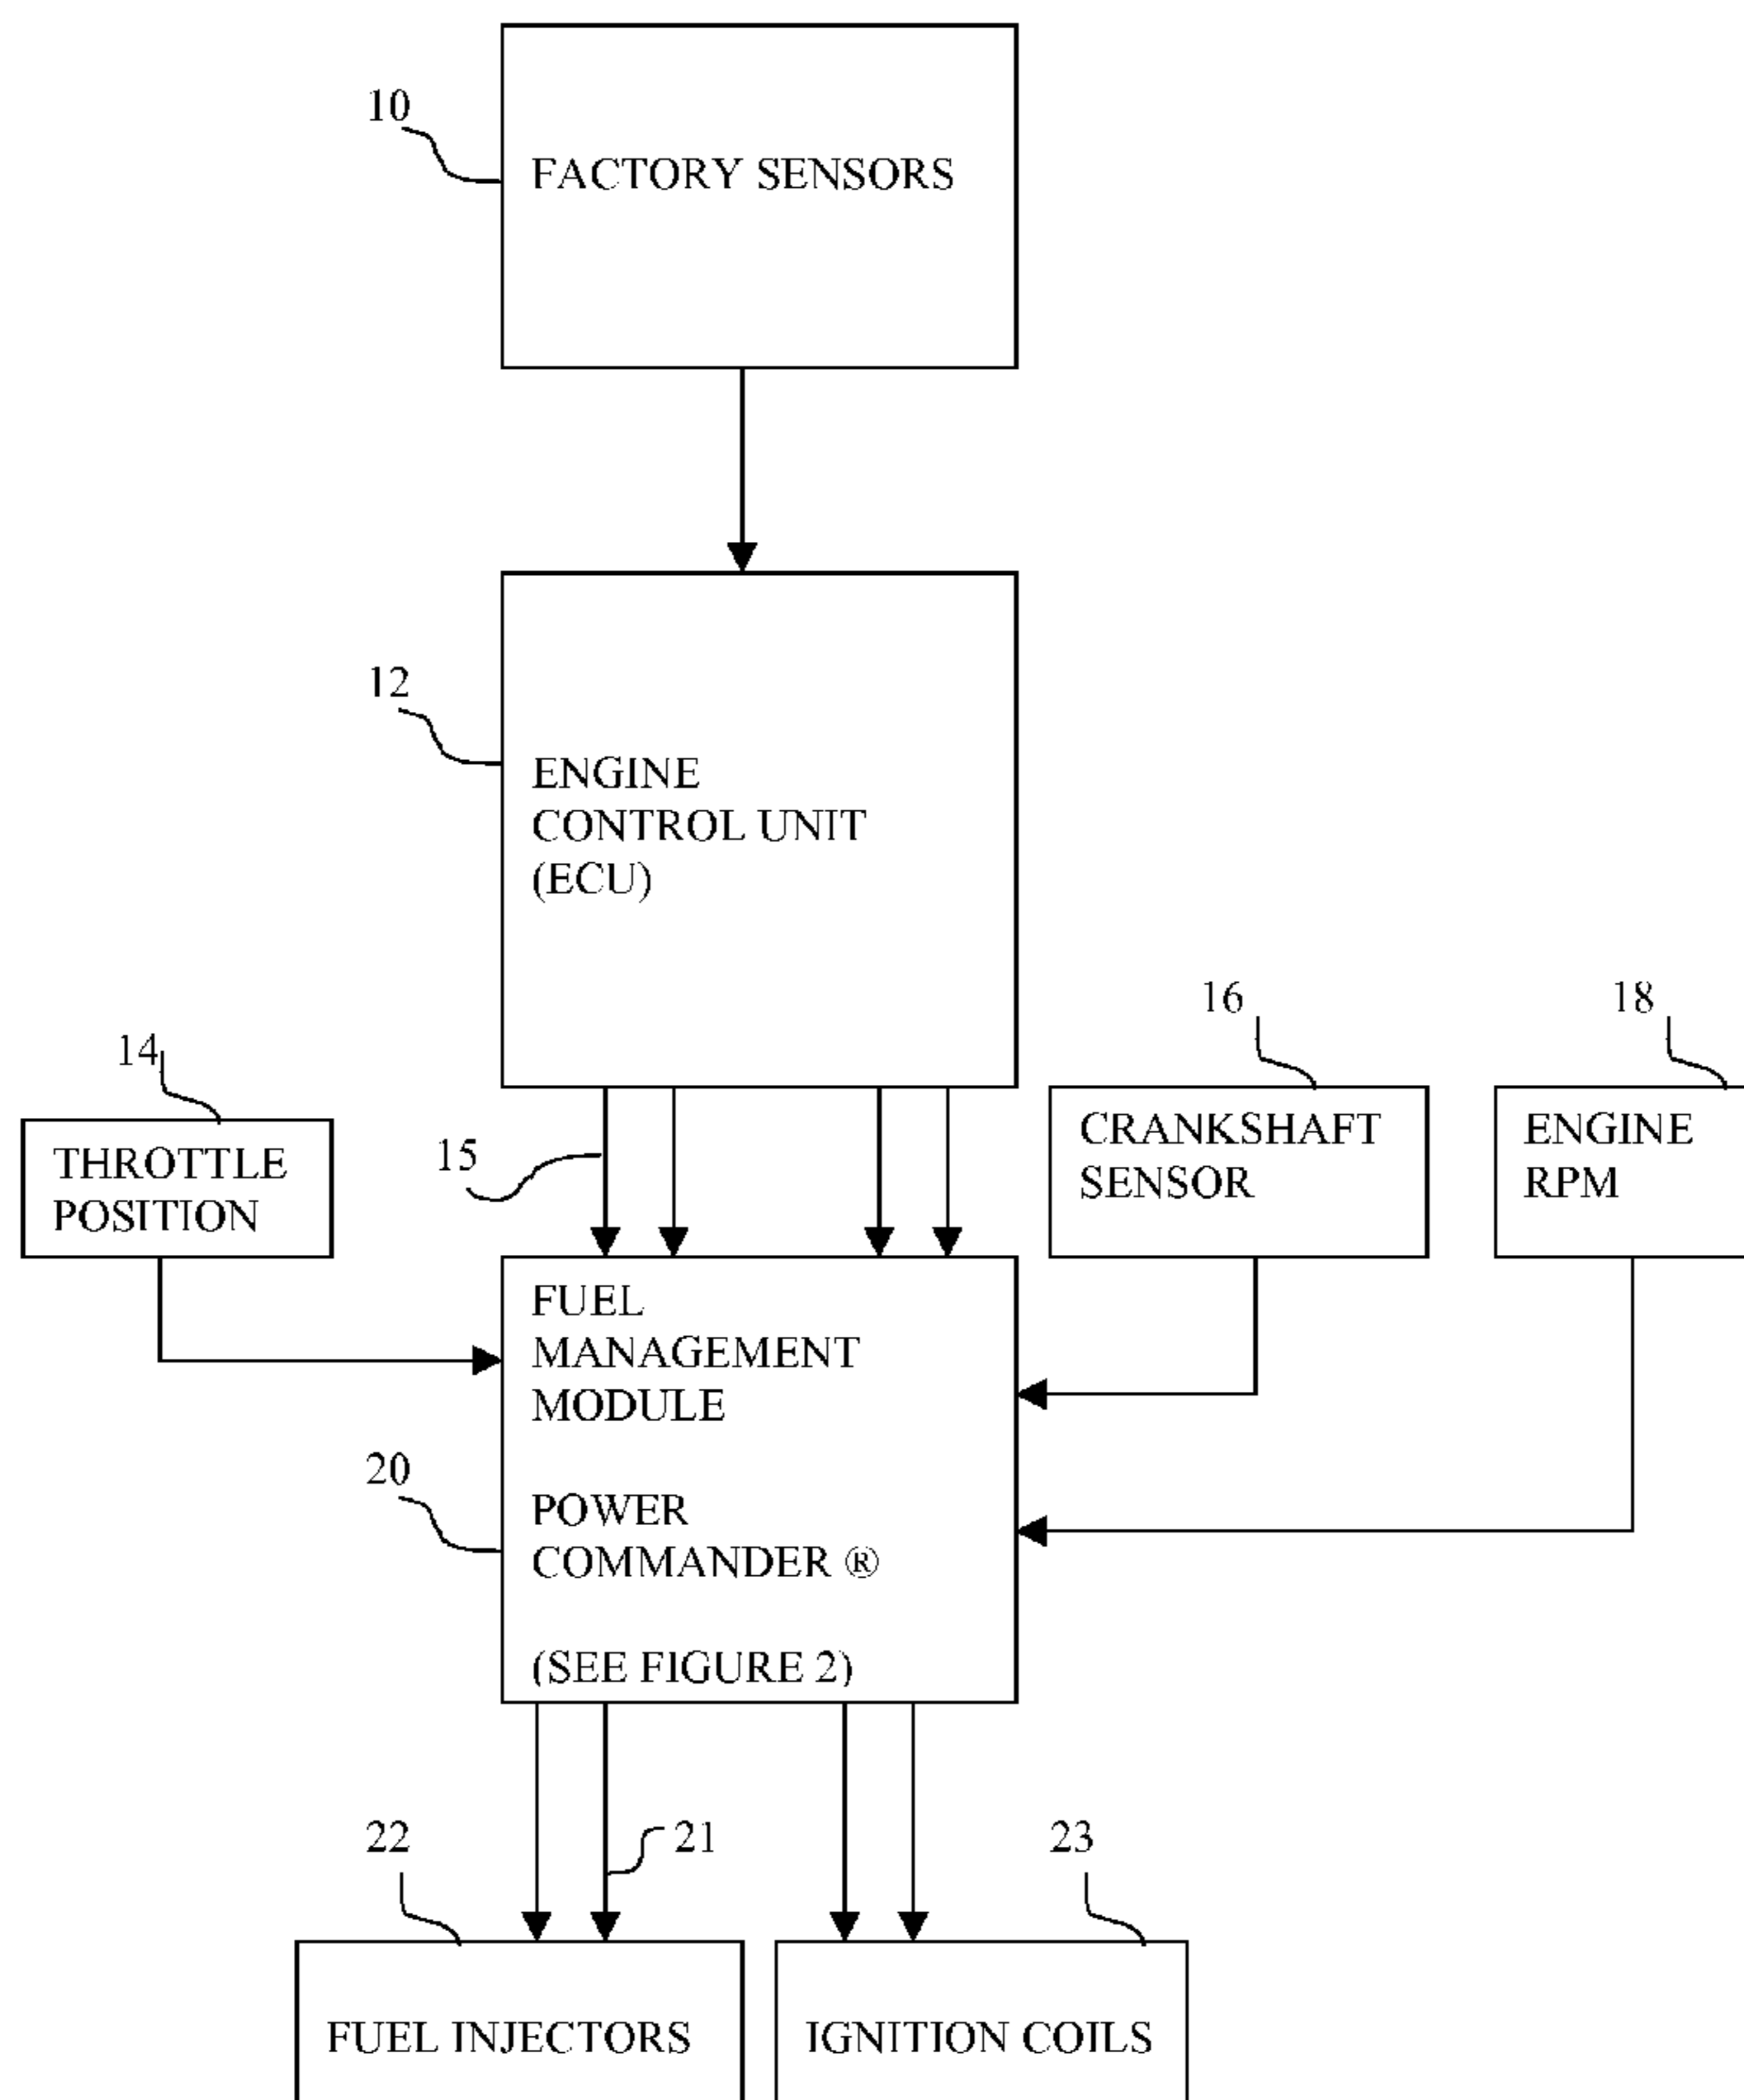 10
FACTORY SENSORS
12
ENGINE
CONTROL UNIT
(ECU)
14
THROTTLE
POSITION
15
16
CRANKSHAFT
SENSOR
18
ENGINE
RPM
20
FUEL
MANAGEMENT
MODULE
POWER
COMMANDER ®
(SEE FIGURE 2)
22
21
23
FUEL INJECTORS
IGNITION COILS